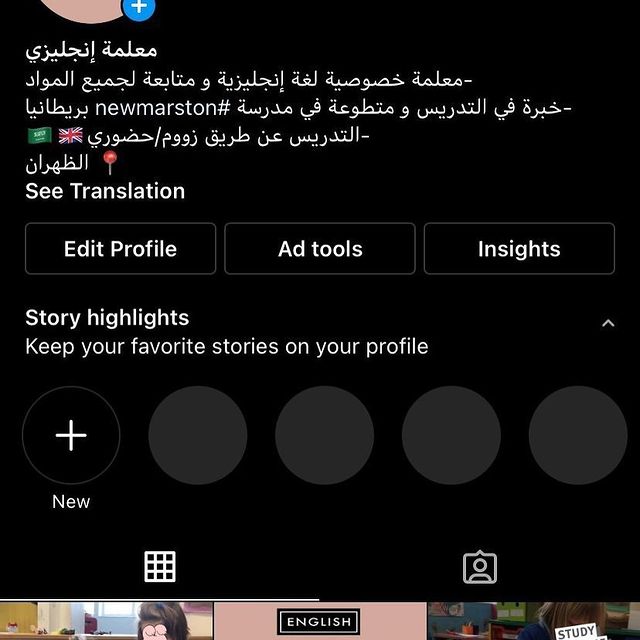 معلمة إنجليزي
-معلمة خصوصية لغة إنجليزية و متابعة لجميع المواد
-خبرة في التدريس و متطوعة في مدرسة #newmarston بريطانيا
-التدريس عن طريق زووم/حضوري 🇬🇧 🇸🇦
📍 الظهران
See Translation
Edit Profile Ad tools Insights
Story highlights
Keep your favorite stories on your profile
New
ENGLISH
STUDY